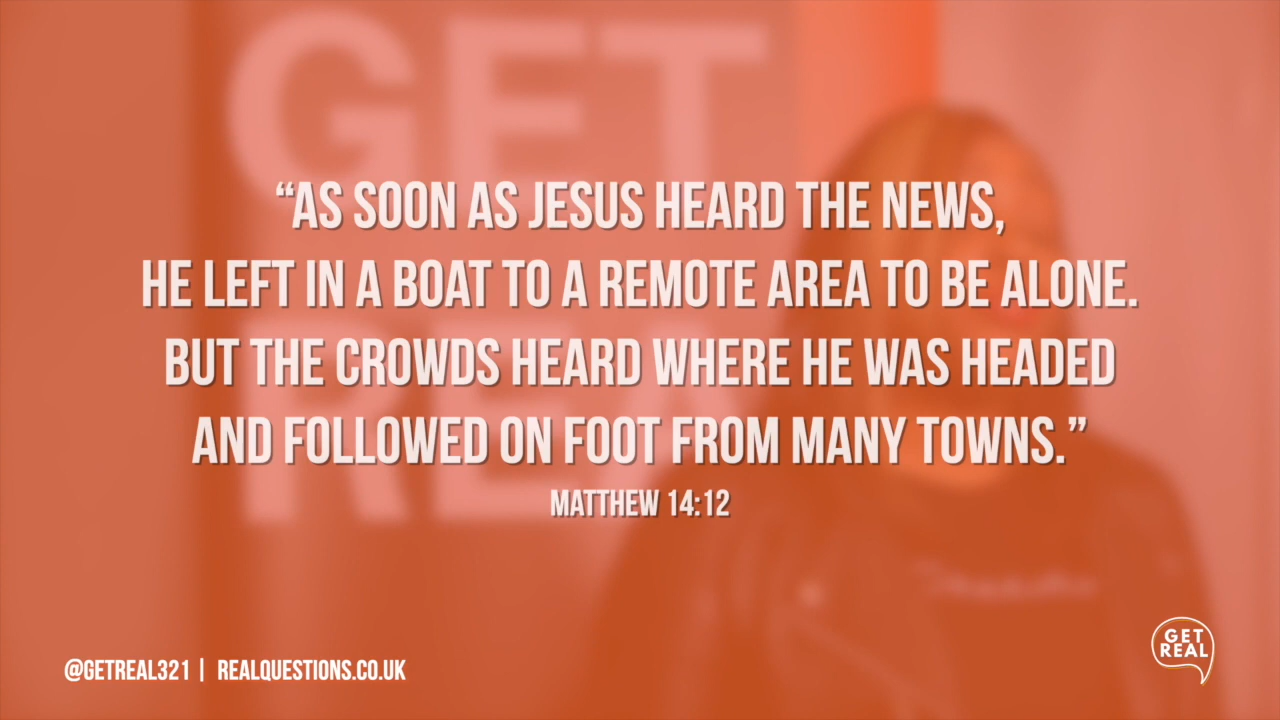 GET
REA
“AS SOON AS JESUS HEARD THE NEWS,
HE LEFT IN A BOAT TO A REMOTE AREA TO BE ALONE.
BUT THE CROWDS HEARD WHERE HE WAS HEADED
AND FOLLOWED ON FOOT FROM MANY TOWNS.”
MATTHEW 14:12
@GETREAL321 | REALQUESTIONS.CO.UK
GET
REAL